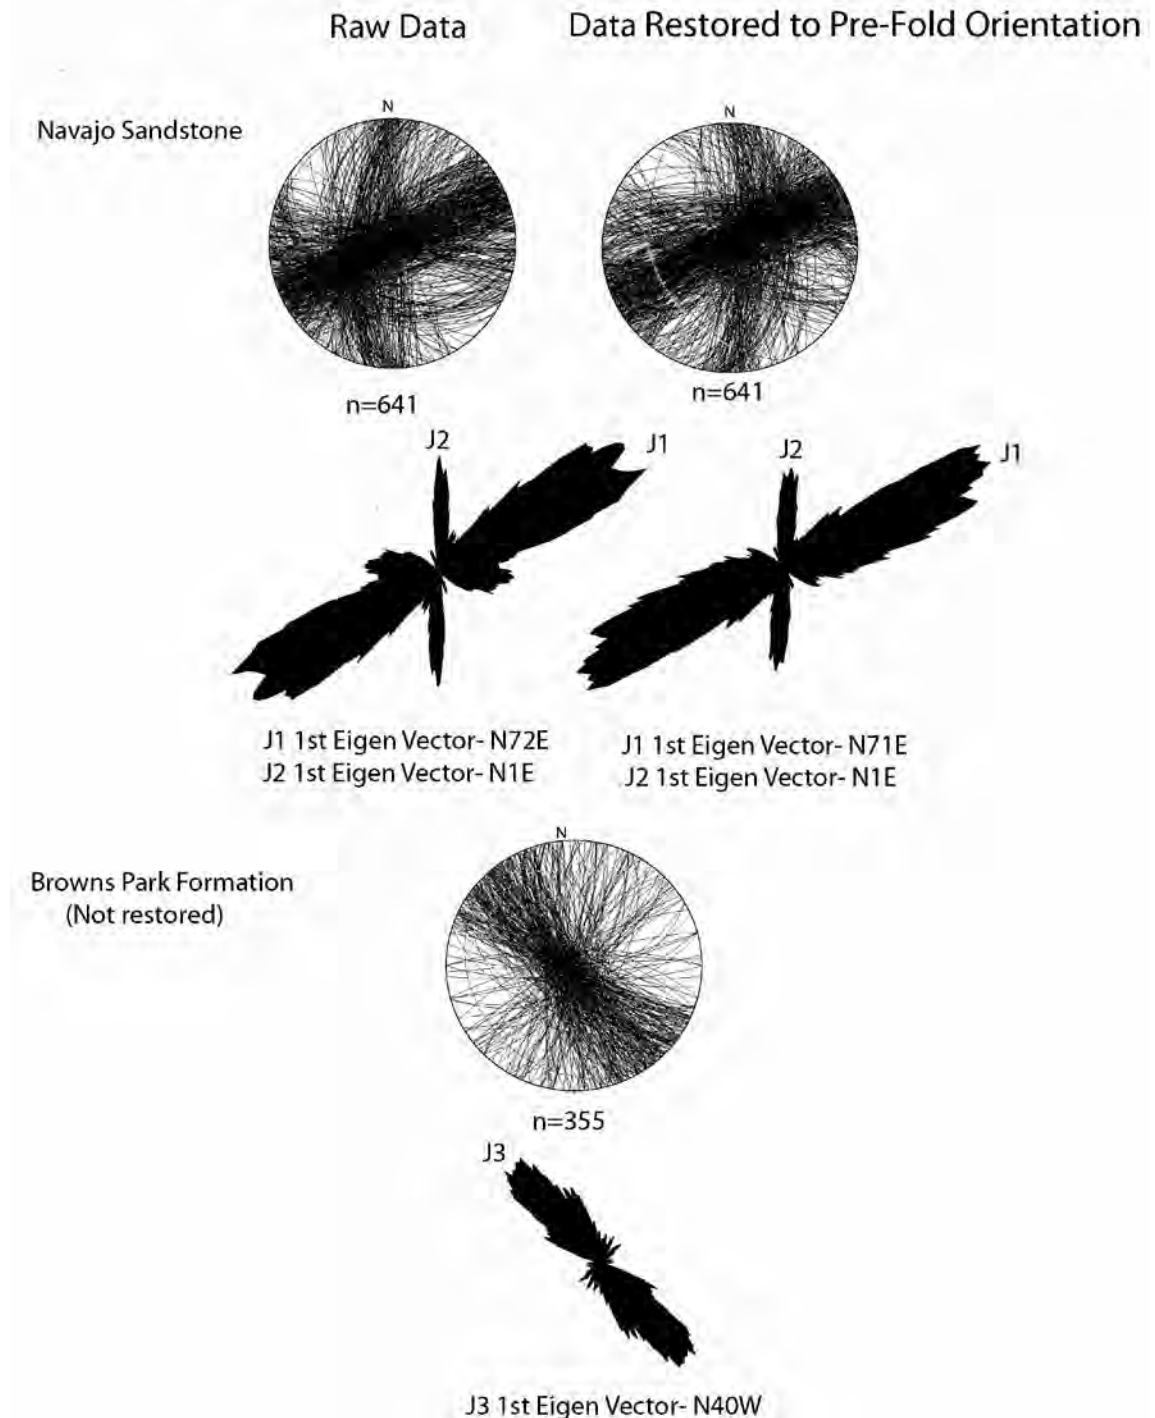 Raw Data
Data Restored to Pre-Fold Orientation
Navajo Sandstone
N
N
n=641
n=641
J2
J1
J2
J1
J1 1st Eigen Vector- N72E
J2 1st Eigen Vector- N1E
J1 1st Eigen Vector- N71E
J2 1st Eigen Vector- N1E
Browns Park Formation
(Not restored)
N
n=355
J3
J3 1st Eigen Vector- N40W